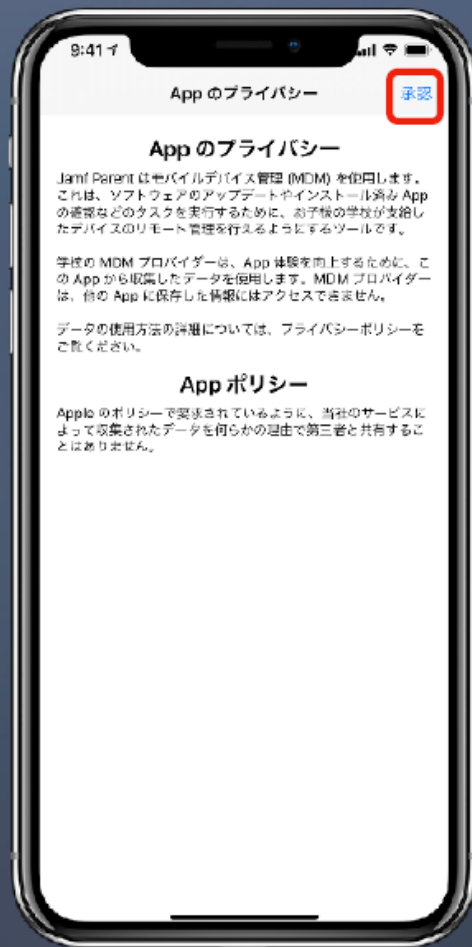 9:41
App のプライバシー
承認
App のプライバシー
Jamf Parent はモバイルデバイス管理 (MDM) を使用します。
これは、ソフトウェアのアップデートやインストール済み App
の確認などのタスクを実行するために、お子様の学校が支給し
たデバイスのリモート管理を行えるようにするツールです。
学校の MDM プロバイダーは、App 体験を向上するために、こ
の App から収集したデータを使用します。MDM プロバイダー
は、他の App に保存した情報にはアクセスできません。
データの使用方法の詳細については、プライバシーポリシーを
ご覧ください。
App ポリシー
Apple のポリシーで要求されているように、当社のサービスに
よって収集されたデータを何らかの理由で第三者と共有するこ
とはありません。